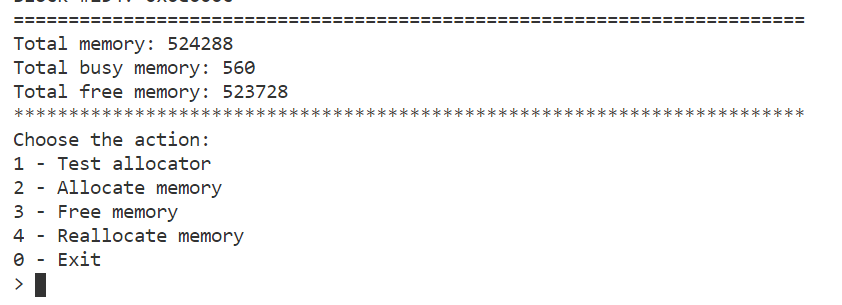 ========================================================================
Total memory: 524288
Total busy memory: 560
Total free memory: 523728
************************************************************************
Choose the action:
1 - Test allocator
2 - Allocate memory
3 - Free memory
4 - Reallocate memory
0 - Exit
>